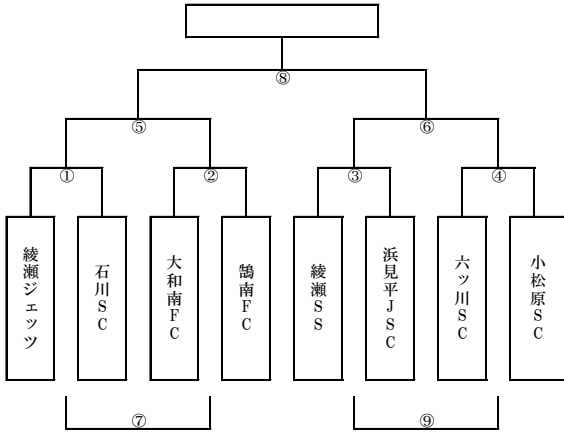 ⑧
⑤
⑥
①
②
③
④
綾瀬ジェッツ
石川SC
大和南FC
鵠南FC
綾瀬SS
浜見平JSC
六ッ川SC
小松原SC
⑦
⑨